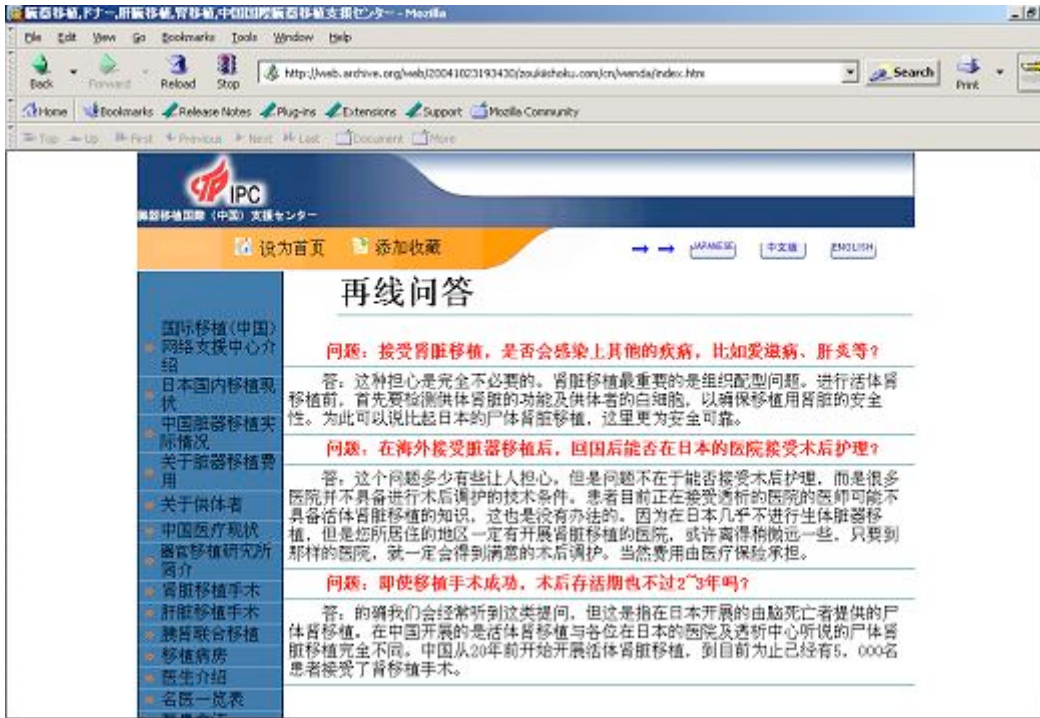 臓器移植,ドナー,肝臓移植,腎移植,中国国際臓器移植支援センター - Mozilla
File Edit View Go Bookmarks Tools Window Help
Back Forward Reload Stop http://web.archive.org/web/20041023193430/zoukiishoku.com/cn/wenda/index.htm Search Print
Home Bookmarks Release Notes Plug-ins Extensions Support Mozilla Community
Top Up First Previous Next Last Document More
IPC
臓器移植国際（中国）支援センター
设为首页 添加收藏 JAPANESE 中文版 ENGLISH
再线问答
国际移植(中国)
网络支援中心介
绍
日本国内移植现
状
中国脏器移植实
际情况
关于脏器移植费
用
关于供体者
中国医疗现状
器官移植研究所
简介
肾脏移植手术
肝脏移植手术
胰肾联合移植
移植病房
医生介绍
名医一览表
问题：接受肾脏移植，是否会感染上其他的疾病，比如爱滋病、肝炎等？
答：这种担心是完全不必要的。肾脏移植最重要的是组织配型问题。进行活体肾
移植前，首先要检测供体肾脏的功能及供体者的白细胞，以确保移植用肾脏的安全
性。为此可以说比起日本的尸体肾脏移植，这里更为安全可靠。
问题：在海外接受脏器移植后，回国后能否在日本的医院接受术后护理？
答：这个问题多少有些让人担心。但是问题不在于能否接受术后护理，而是很多
医院并不具备进行术后调护的技术条件。患者目前正在接受透析的医院的医师可能不
具备活体肾脏移植的知识，这也是没有办法的。因为在日本几乎不进行生体脏器移
植，但是您所居住的地区一定有开展肾脏移植的医院，或许离得稍微远一些，只要到
那样的医院，就一定会得到满意的术后调护。当然费用由医疗保险承担。
问题：即使移植手术成功，术后存活期也不过2~3年吗？
答：的确我们会经常听到这类提问，但这是指在日本开展的由脑死亡者提供的尸
体肾移植，在中国开展的是活体肾移植与各位在日本的医院及透析中心听说的尸体肾
脏移植完全不同。中国从20年前开始开展活体肾脏移植，到目前为止已经有5，000名
患者接受了肾移植手术。